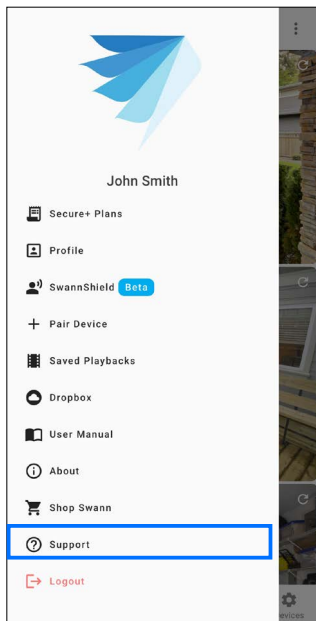 John Smith
Secure+ Plans
Profile
SwannShield Beta
Pair Device
Saved Playbacks
Dropbox
User Manual
About
Shop Swann
Support
Logout
evices